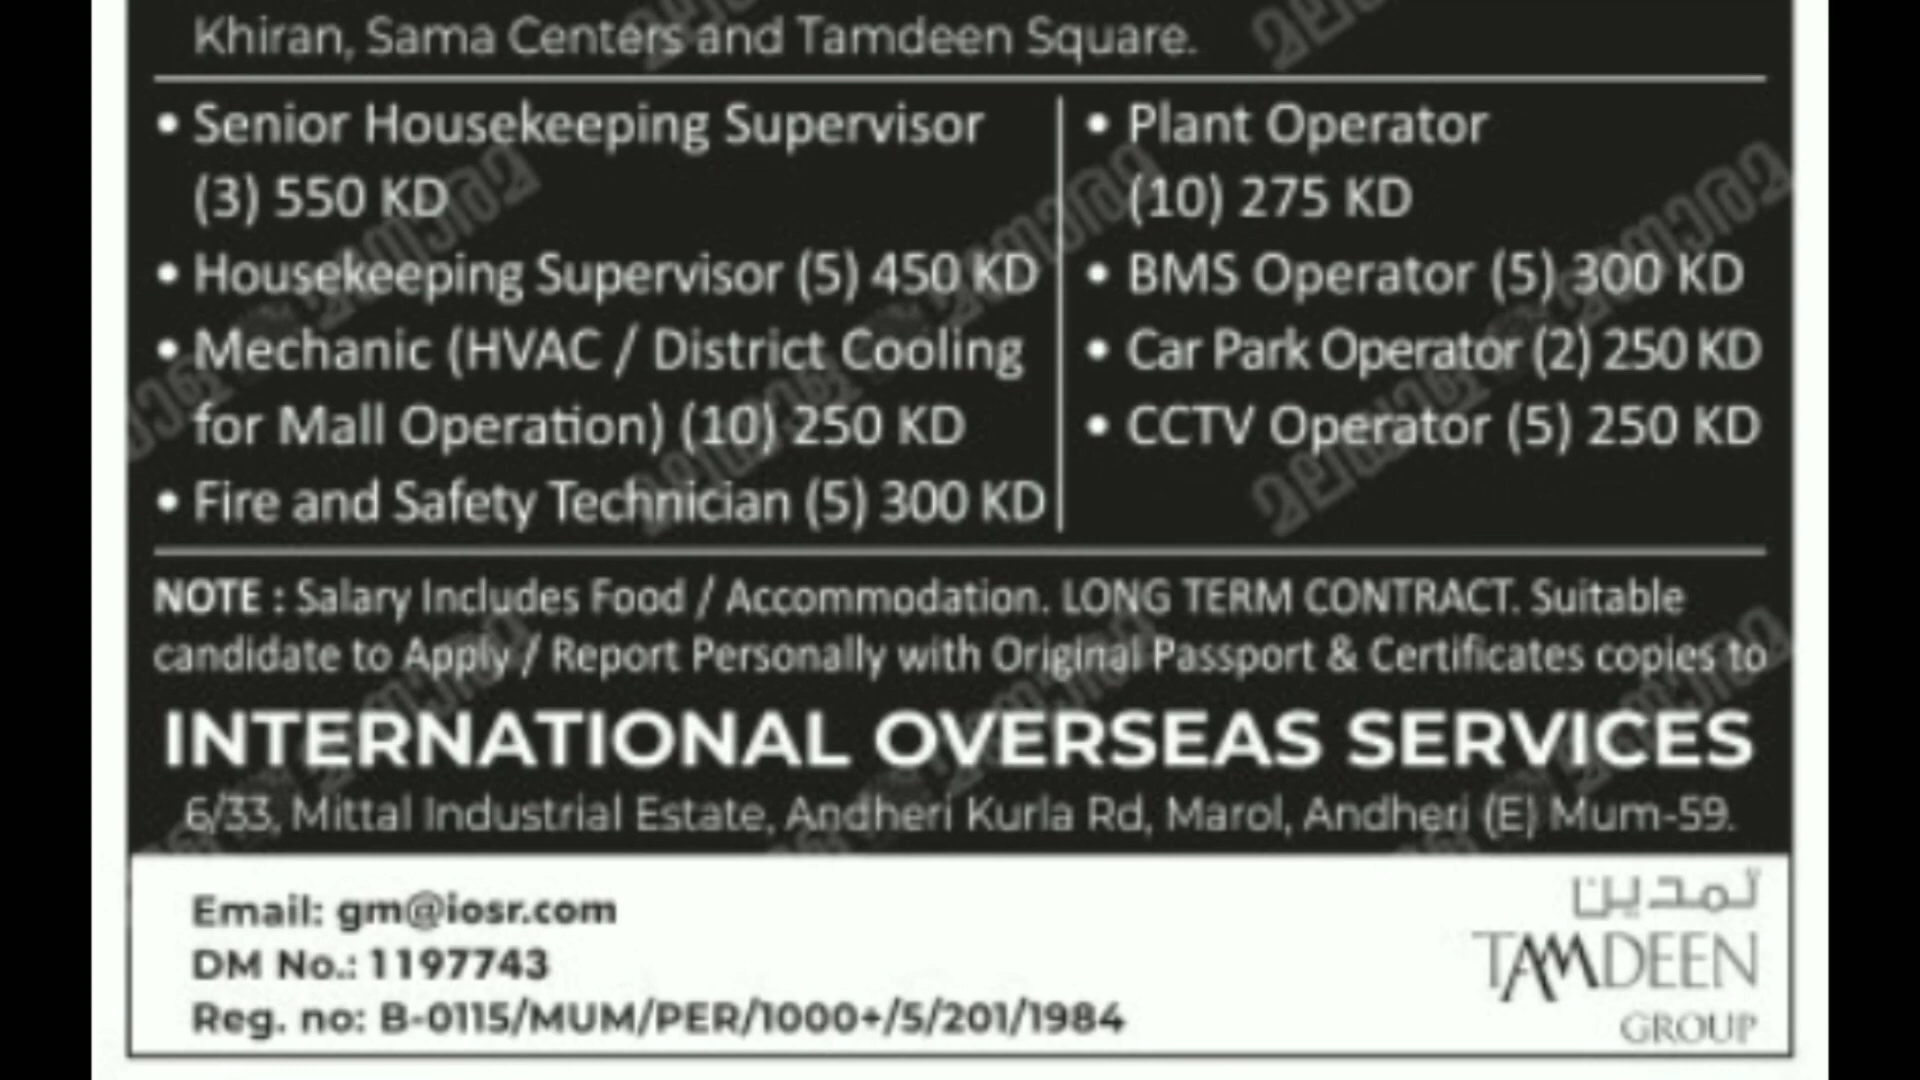 Khiran, Sama Centers and Tamdeen Square.
• Senior Housekeeping Supervisor
(3) 550 KD
• Housekeeping Supervisor (5) 450 KD
• Mechanic (HVAC / District Cooling
for Mall Operation) (10) 250 KD
• Fire and Safety Technician (5) 300 KD
• Plant Operator
(10) 275 KD
• BMS Operator (5) 300 KD
• Car Park Operator (2) 250 KD
• CCTV Operator (5) 250 KD
NOTE : Salary Includes Food / Accommodation. LONG TERM CONTRACT. Suitable
candidate to Apply / Report Personally with Original Passport & Certificates copies to
INTERNATIONAL OVERSEAS SERVICES
6/33, Mittal Industrial Estate, Andheri Kurla Rd, Marol, Andheri (E) Mum-59.
Email: gm@iosr.com
DM No.: 1197743
Reg. no: B-0115/MUM/PER/1000+/5/201/1984
تمدين
TAMDEEN
GROUP